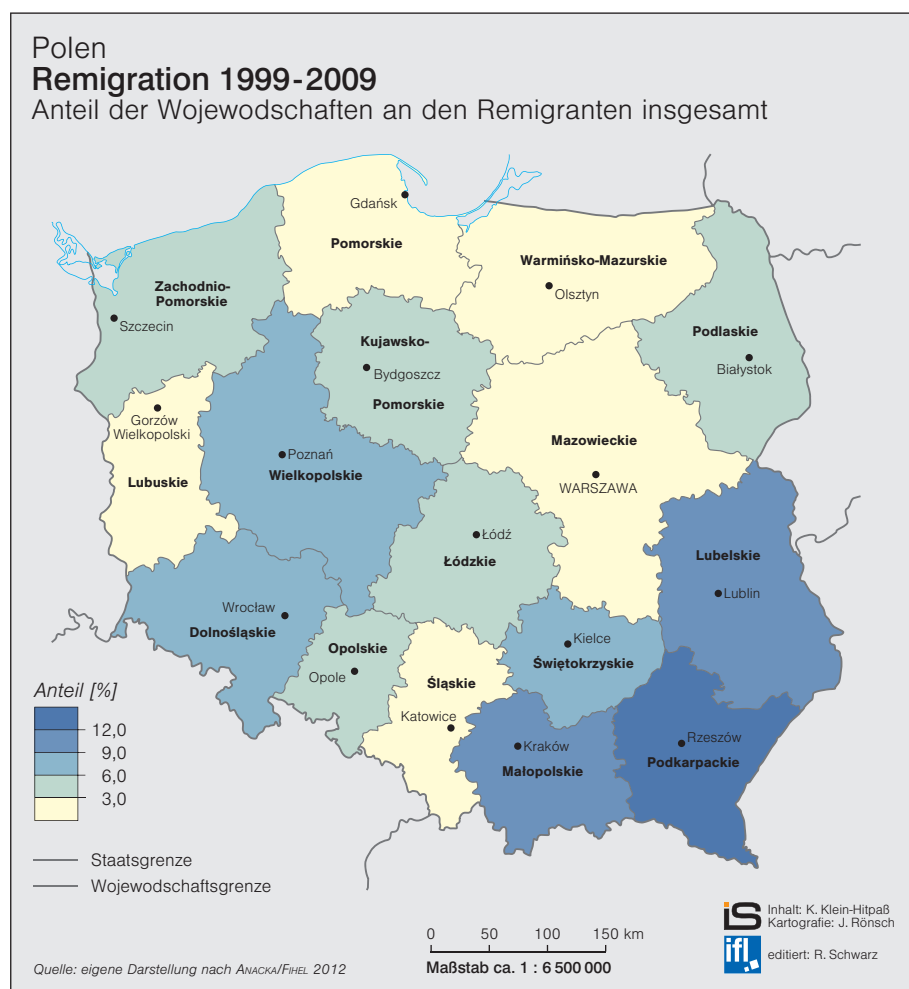 Polen
Remigration 1999-2009
Anteil der Wojewodschaften an den Remigranten insgesamt
Gdańsk
Pomorskie
Warmińsko-Mazurskie
Olsztyn
Zachodnio-
Pomorskie
Szczecin
Kujawsko-
Bydgoszcz
Pomorskie
Podlaskie
Białystok
Gorzów
Wielkopolski
Lubuskie
Poznań
Wielkopolskie
Mazowieckie
WARSZAWA
Łódź
Łódzkie
Lubelskie
Lublin
Wrocław
Dolnośląskie
Opolskie
Opole
Kielce
Świętokrzyskie
Śląskie
Katowice
Kraków
Małopolskie
Rzeszów
Podkarpackie
Anteil [%]
12,0
9,0
6,0
3,0
Staatsgrenze
Wojewodschaftsgrenze
0 50 100 150 km
Maßstab ca. 1 : 6 500 000
Quelle: eigene Darstellung nach ANACKA/FIHEL 2012
is
Inhalt: K. Klein-Hitpaß
Kartografie: J. Rönsch
ifl
editiert: R. Schwarz